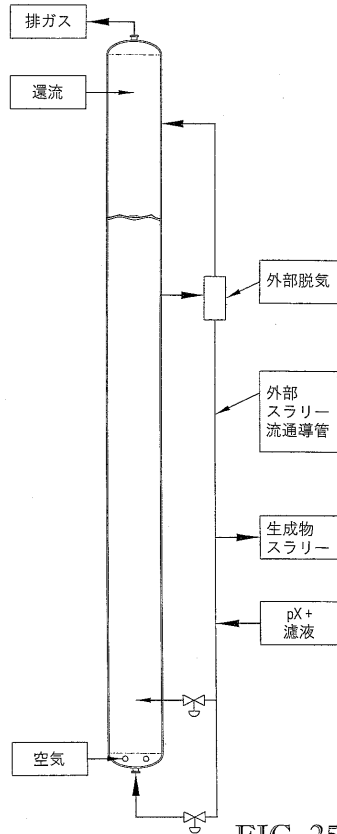 排ガス
還流
外部脱気
外部
スラリー
流通導管
生成物
スラリー
pX +
濾液
空気
FIG. 35